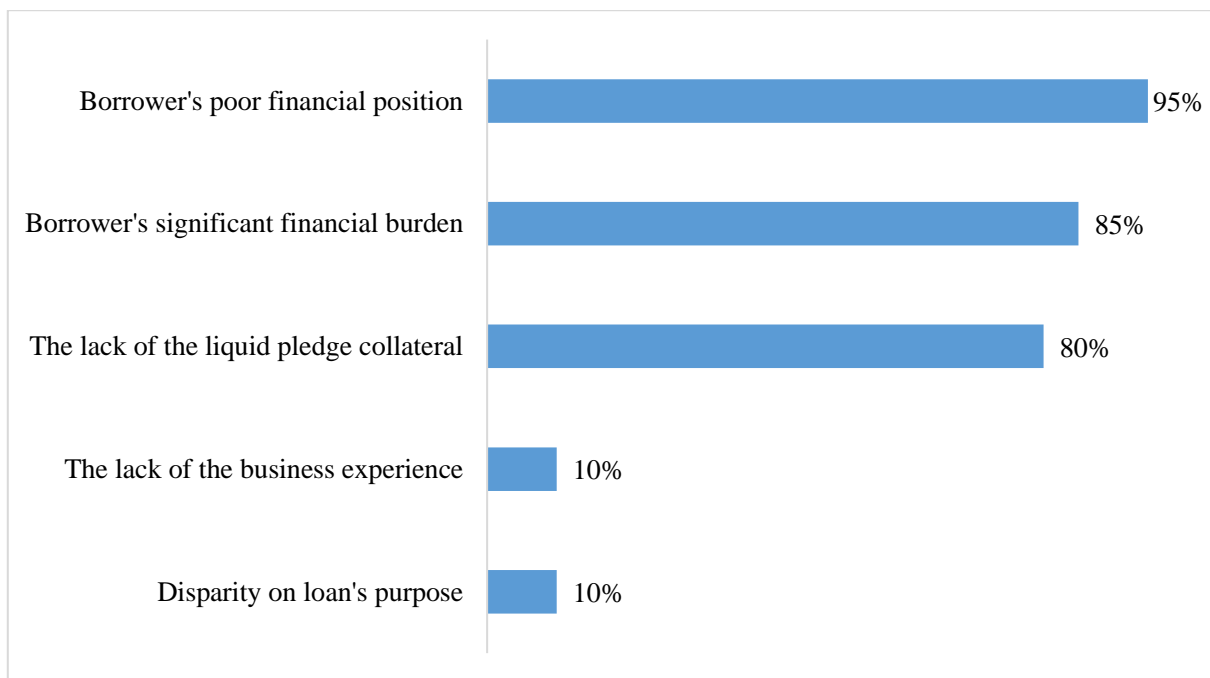 Borrower's poor financial position 95%
Borrower's significant financial burden 85%
The lack of the liquid pledge collateral 80%
The lack of the business experience 10%
Disparity on loan's purpose 10%